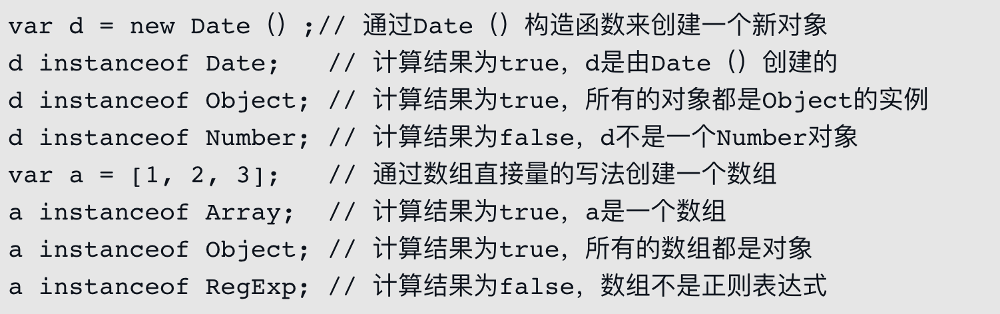 var d = new Date（）;// 通过Date（）构造函数来创建一个新对象
d instanceof Date;   // 计算结果为true，d是由Date（）创建的
d instanceof Object; // 计算结果为true，所有的对象都是Object的实例
d instanceof Number; // 计算结果为false，d不是一个Number对象
var a = [1, 2, 3];   // 通过数组直接量的写法创建一个数组
a instanceof Array;  // 计算结果为true，a是一个数组
a instanceof Object; // 计算结果为true，所有的数组都是对象
a instanceof RegExp; // 计算结果为false，数组不是正则表达式